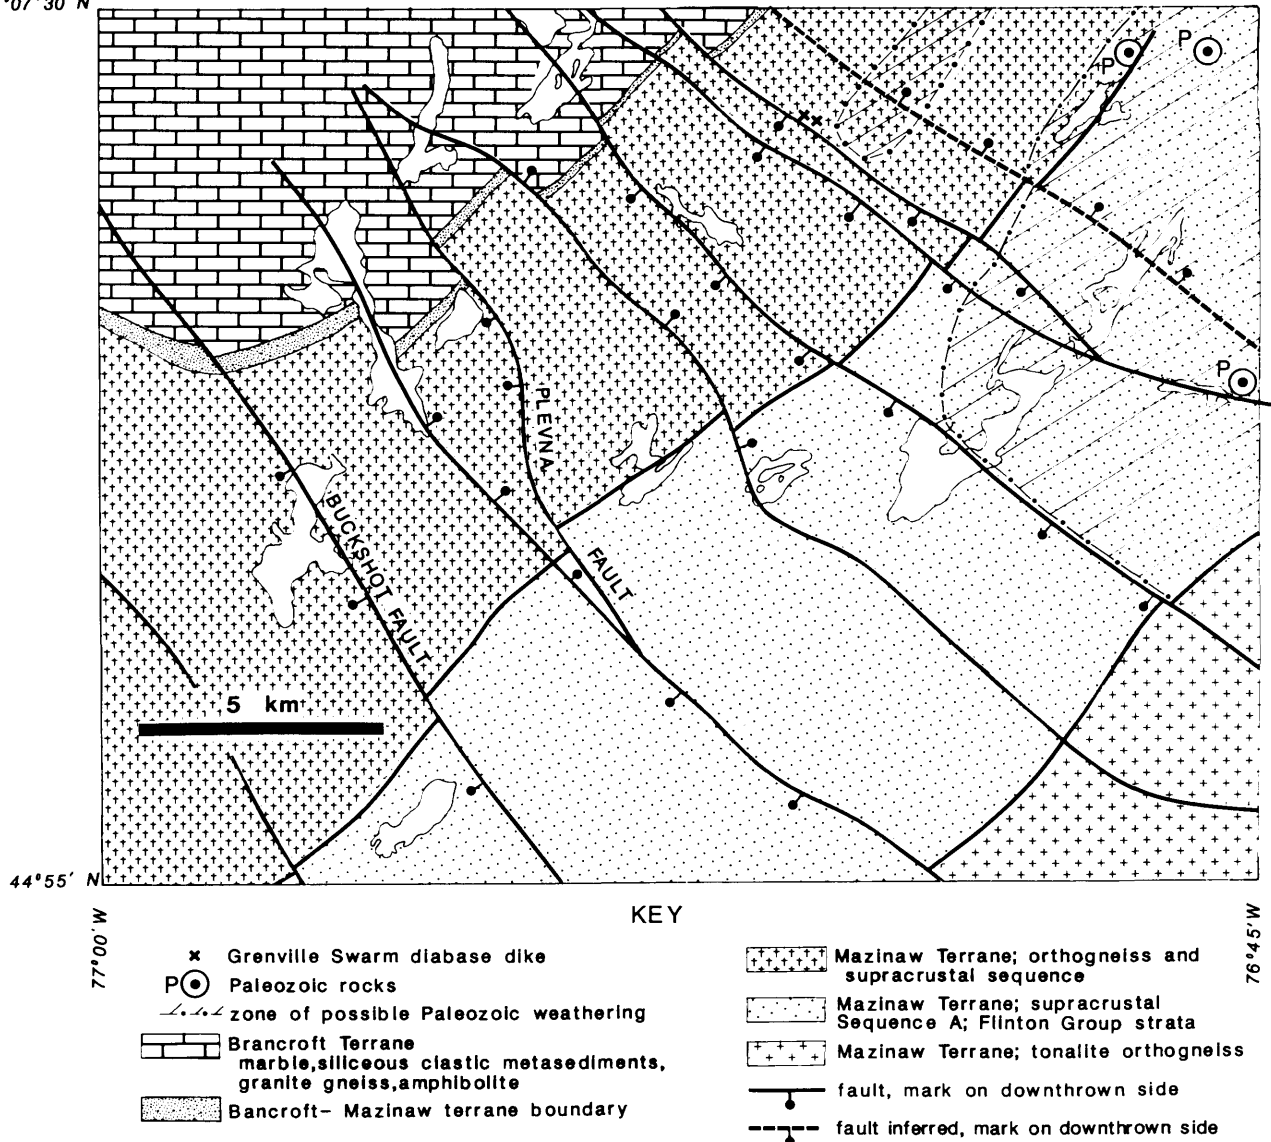 °07'30" N
P
P
P
PLEVNA
FAULT
BUCKSHOT FAULT
5 km
44°55' N
77°00' W
76°45' W
KEY
x Grenville Swarm diabase dike
P Paleozoic rocks
zone of possible Paleozoic weathering
Brancroft Terrane
marble,siliceous clastic metasediments,
granite gneiss,amphibolite
Bancroft- Mazinaw terrane boundary
Mazinaw Terrane; orthogneiss and
supracrustal sequence
Mazinaw Terrane; supracrustal
Sequence A; Flinton Group strata
Mazinaw Terrane; tonalite orthogneiss
fault, mark on downthrown side
fault inferred, mark on downthrown side